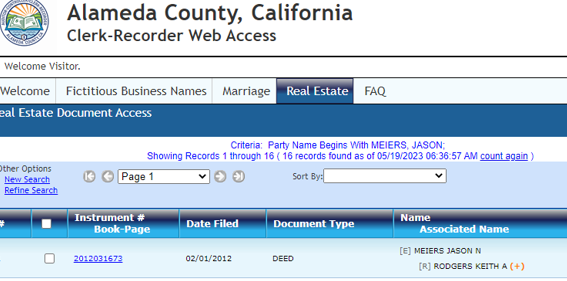 Alameda County, California
Clerk-Recorder Web Access
Welcome Visitor.
Welcome Fictitious Business Names Marriage Real Estate FAQ
eal Estate Document Access
Criteria: Party Name Begins With MEIERS, JASON;
Showing Records 1 through 16 ( 16 records found as of 05/19/2023 06:36:57 AM count again )
Other Options
New Search
Refine Search
Page 1
Sort By:
# Instrument # Date Filed Document Type Name
Book-Page Associated Name
2012031673 02/01/2012 DEED [E] MEIERS JASON N
[R] RODGERS KEITH A (+)